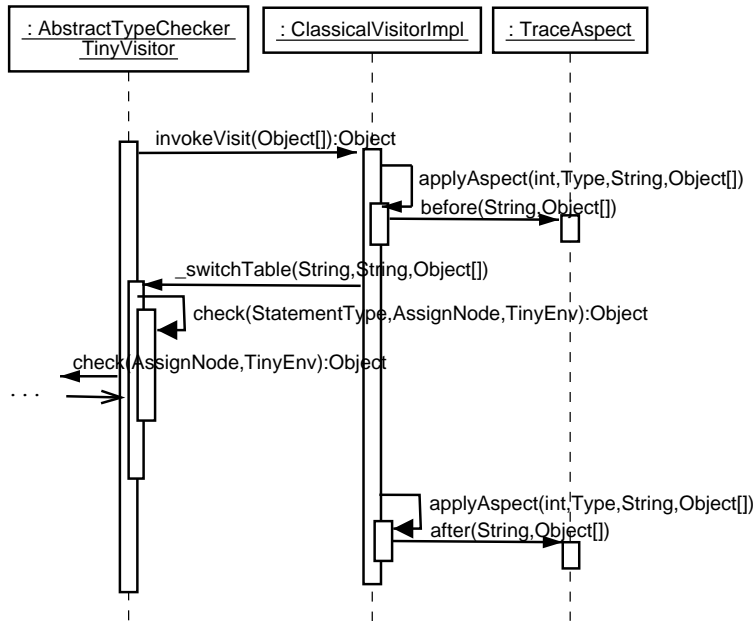 : AbstractTypeChecker
TinyVisitor
: ClassicalVisitorImpl
: TraceAspect
invokeVisit(Object[]):Object
applyAspect(int,Type,String,Object[])
before(String,Object[])
_switchTable(String,String,Object[])
check(StatementType,AssignNode,TinyEnv):Object
check(AssignNode,TinyEnv):Object
. . .
applyAspect(int,Type,String,Object[])
after(String,Object[])